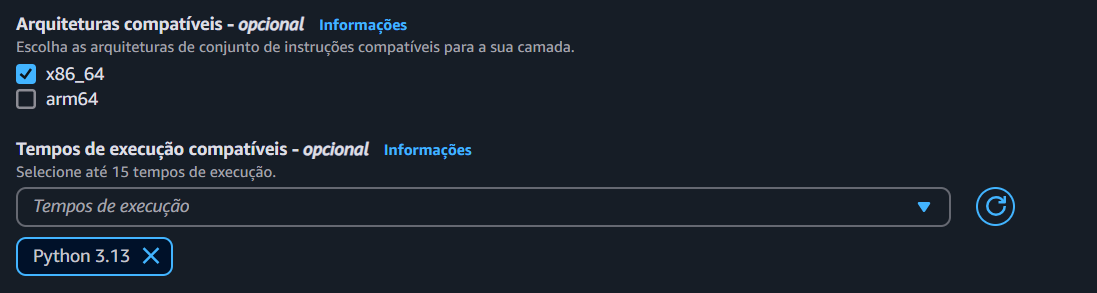 Arquiteturas compatíveis - opcional Informações
Escolha as arquiteturas de conjunto de instruções compatíveis para a sua camada.
x86_64
arm64
Tempos de execução compatíveis - opcional Informações
Selecione até 15 tempos de execução.
Tempos de execução
Python 3.13